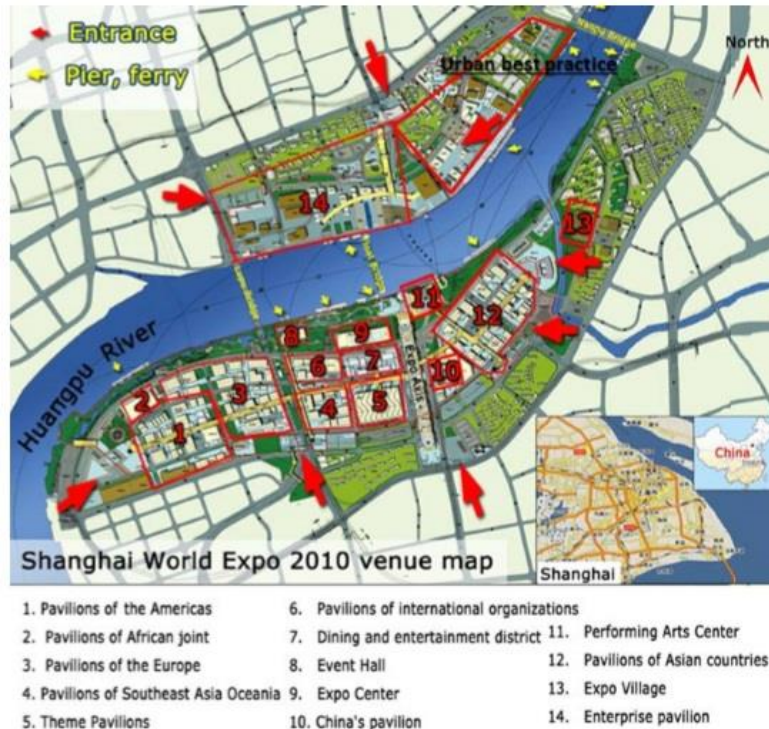 Entrance
Pier, ferry
Nanpu Bridge
North
Urban best practice
14
13
11
12
8
9
6
7
10
2
3
4
5
1
Expo Axis
Huangpu River
China
Shanghai World Expo 2010 venue map
Shanghai
1. Pavilions of the Americas
2. Pavilions of African joint
3. Pavilions of the Europe
4. Pavilions of Southeast Asia Oceania
5. Theme Pavilions
6. Pavilions of international organizations
7. Dining and entertainment district
8. Event Hall
9. Expo Center
10. China's pavilion
11. Performing Arts Center
12. Pavilions of Asian countries
13. Expo Village
14. Enterprise pavilion